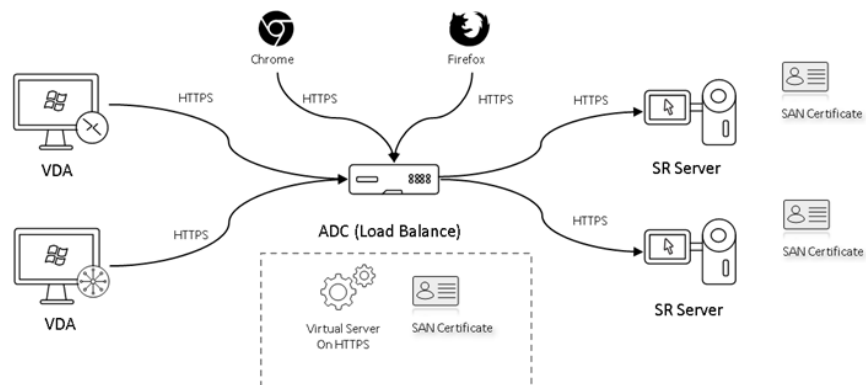 Chrome
Firefox
HTTPS
HTTPS
HTTPS
HTTPS
SAN Certificate
VDA
SR Server
HTTPS
ADC (Load Balance)
HTTPS
SAN Certificate
VDA
Virtual Server
On HTTPS
SAN Certificate
SR Server